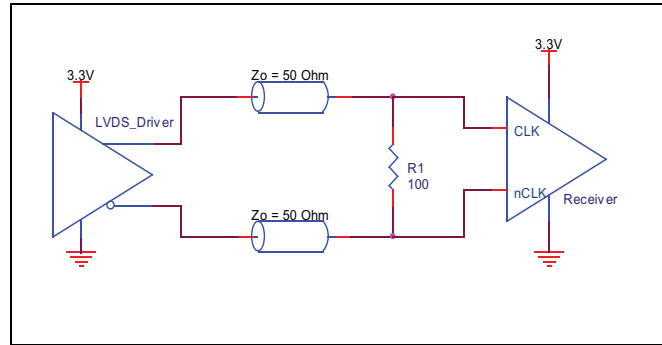 3.3V
3.3V
Zo = 50 Ohm
LVDS_Driver
CLK
R1
100
nCLK
Receiver
Zo = 50 Ohm